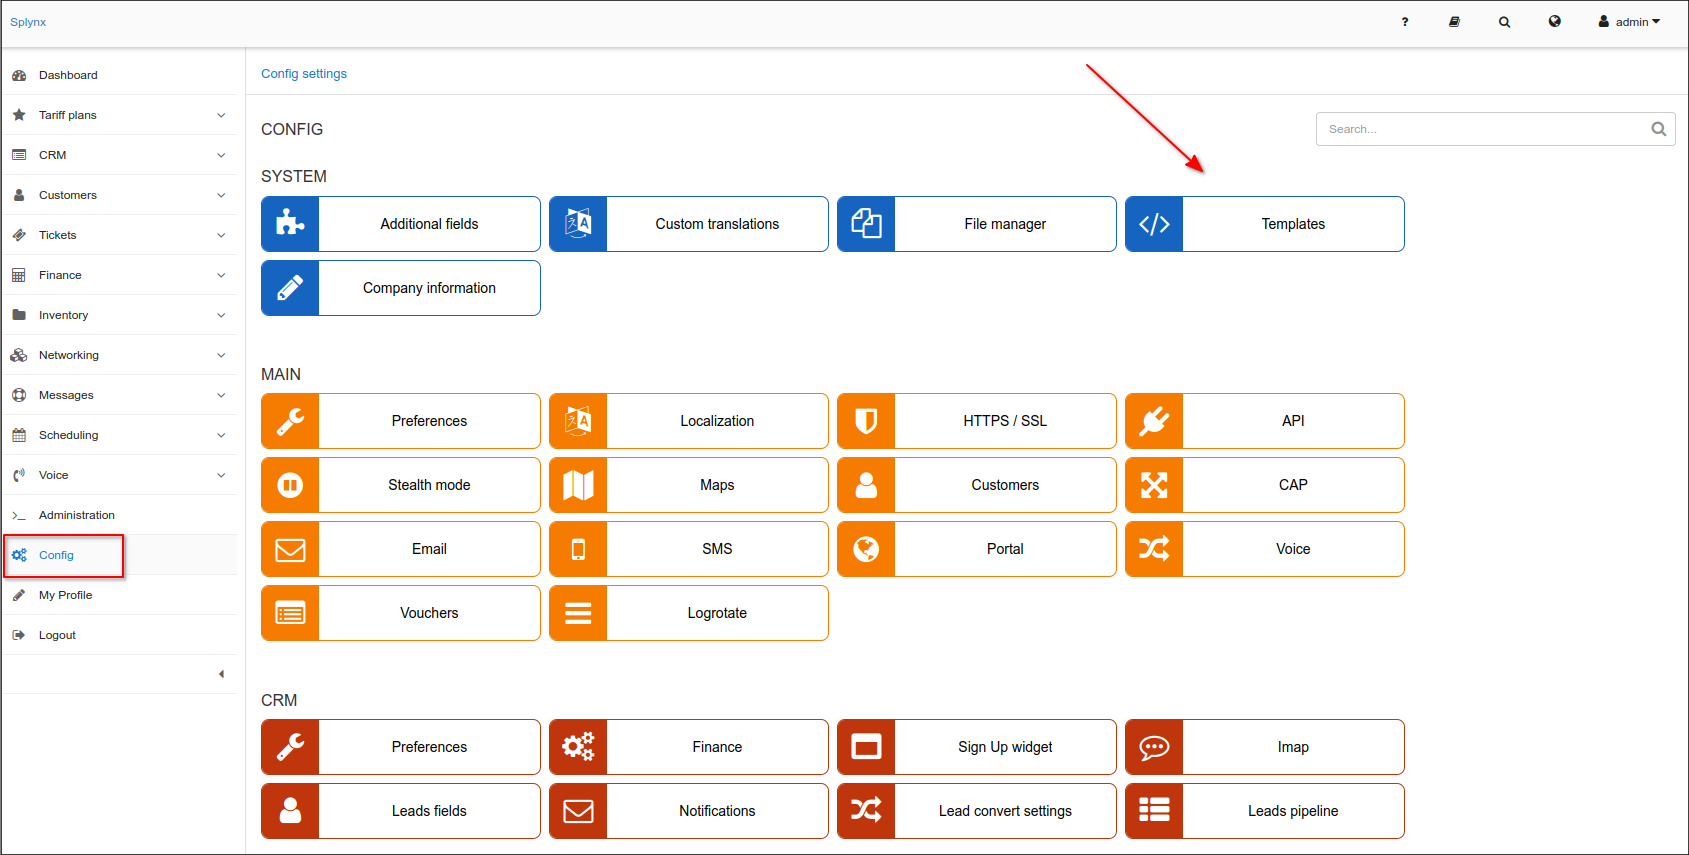 Splynx
?
admin
Dashboard
Tariff plans
CRM
Customers
Tickets
Finance
Inventory
Networking
Messages
Scheduling
Voice
Administration
Config
My Profile
Logout
Config settings
CONFIG
Search...
SYSTEM
Additional fields
Custom translations
File manager
Templates
Company information
MAIN
Preferences
Localization
HTTPS / SSL
API
Stealth mode
Maps
Customers
CAP
Email
SMS
Portal
Voice
Vouchers
Logrotate
CRM
Preferences
Finance
Sign Up widget
Imap
Leads fields
Notifications
Lead convert settings
Leads pipeline